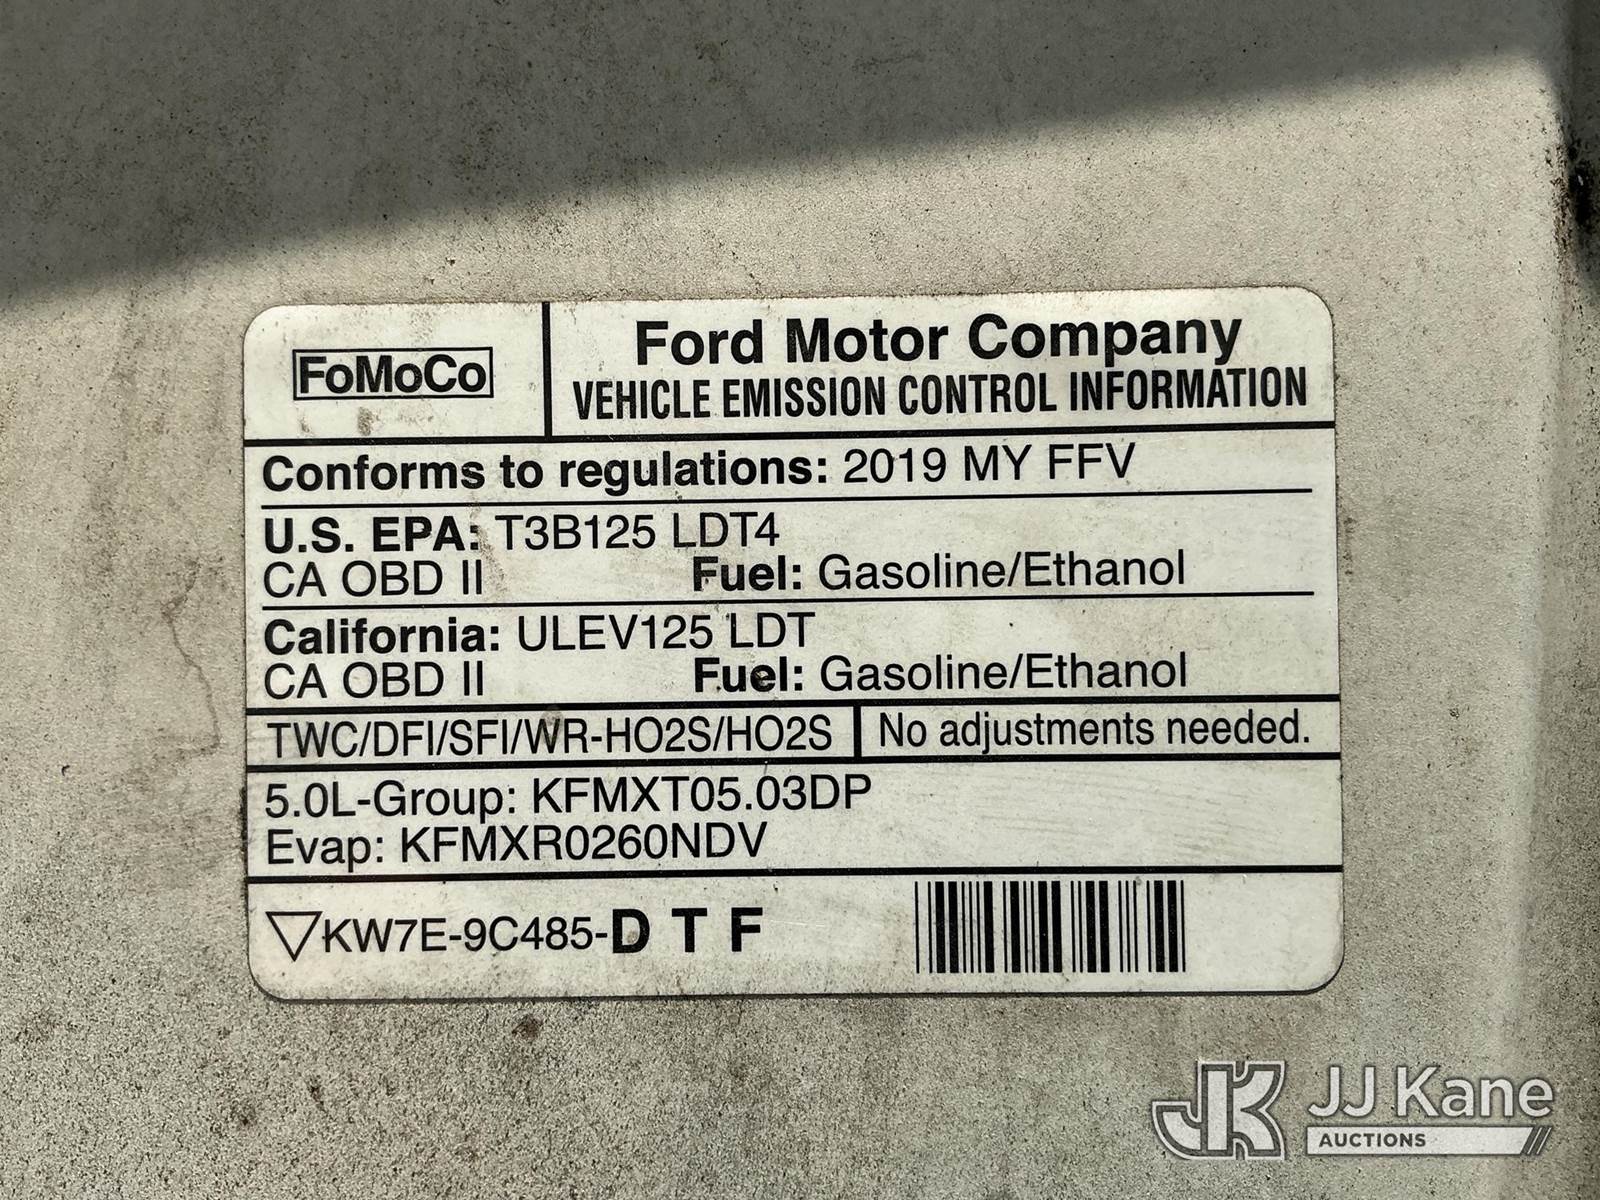 FoMoCo
Ford Motor Company
VEHICLE EMISSION CONTROL INFORMATION
Conforms to regulations: 2019 MY FFV
U.S. EPA: T3B125 LDT4
CA OBD II Fuel: Gasoline/Ethanol
California: ULEV125 LDT
CA OBD II Fuel: Gasoline/Ethanol
TWC/DFI/SFI/WR-HO2S/HO2S No adjustments needed.
5.0L-Group: KFMXT05.03DP
Evap: KFMXR0260NDV
KW7E-9C485-D T F
JK JJ Kane
AUCTIONS